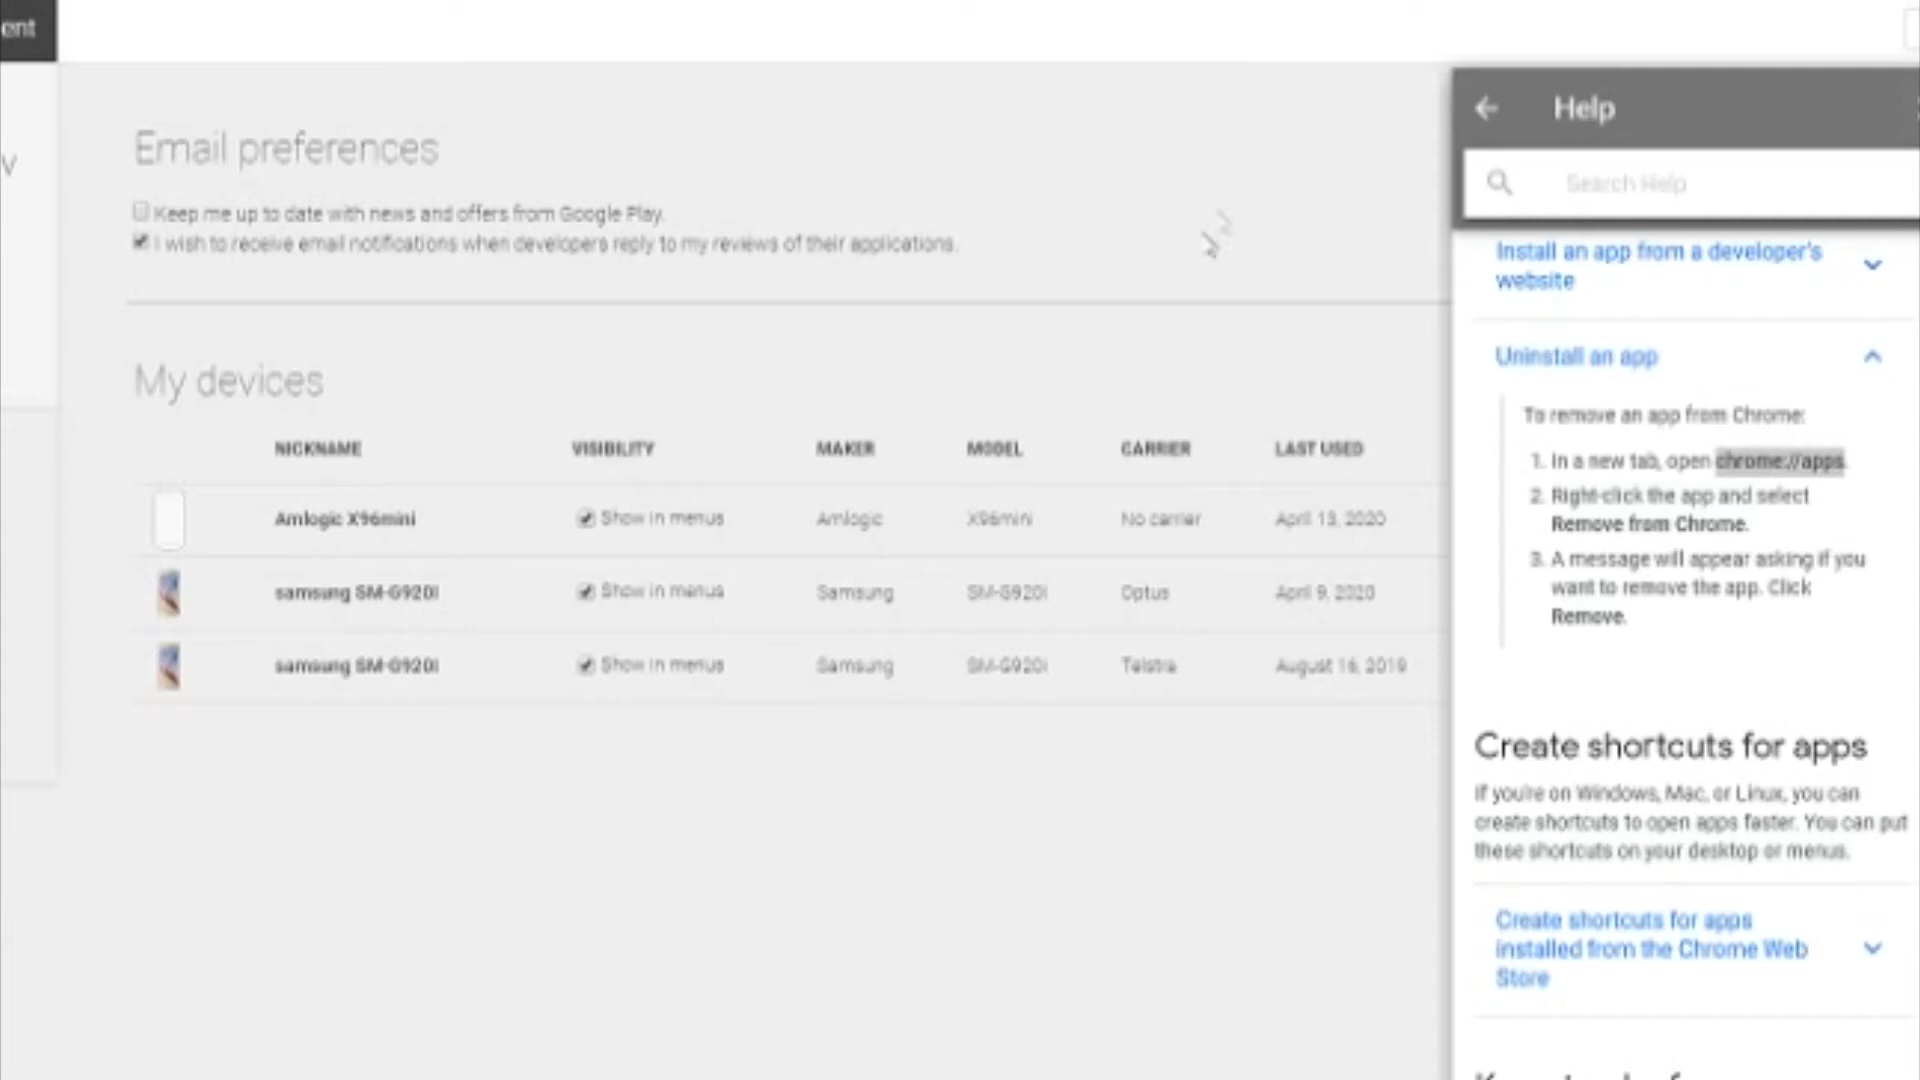 ent
v
Email preferences
Keep me up to date with news and offers from Google Play.
I wish to receive email notifications when developers reply to my reviews of their applications.
My devices
NICKNAME VISIBILITY MAKER MODEL CARRIER LAST USED
Amlogic X96mini Show in menus Amlogic X96mini No carrier April 13, 2020
samsung SM-G920I Show in menus Samsung SM-G920I Optus April 9, 2020
samsung SM-G920I Show in menus Samsung SM-G920I Telstra August 16, 2019
Help
Search Help
Install an app from a developer's
website
Uninstall an app
To remove an app from Chrome:
1. In a new tab, open chrome://apps.
2. Right-click the app and select
Remove from Chrome.
3. A message will appear asking if you
want to remove the app. Click
Remove.
Create shortcuts for apps
If you're on Windows, Mac, or Linux, you can
create shortcuts to open apps faster. You can put
these shortcuts on your desktop or menus.
Create shortcuts for apps
installed from the Chrome Web
Store